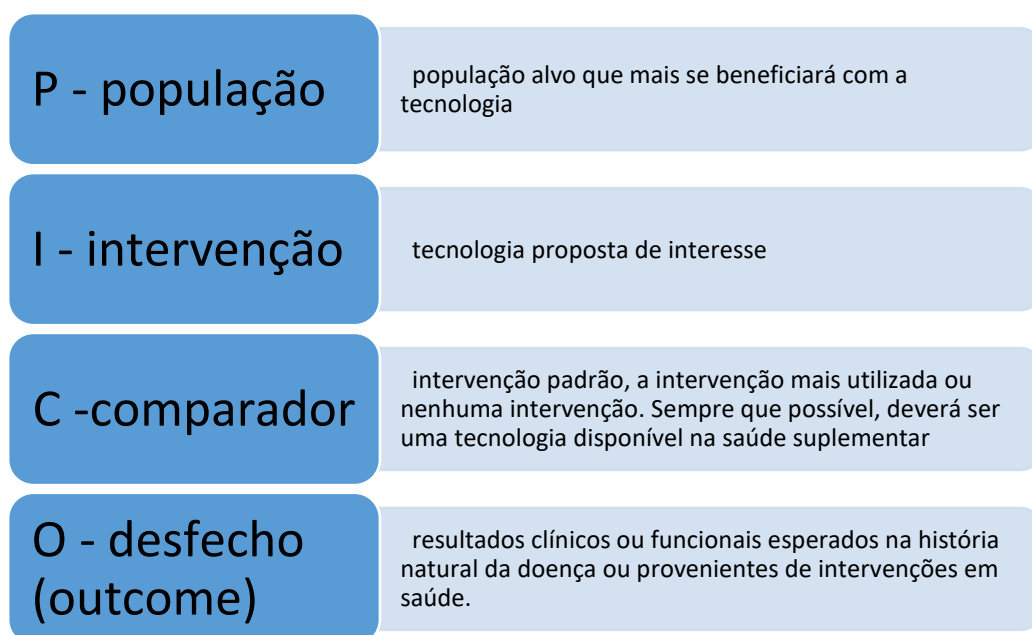 P - população
população alvo que mais se beneficiará com a
tecnologia
I - intervenção
tecnologia proposta de interesse
C -comparador
intervenção padrão, a intervenção mais utilizada ou
nenhuma intervenção. Sempre que possível, deverá ser
uma tecnologia disponível na saúde suplementar
O - desfecho
(outcome)
resultados clínicos ou funcionais esperados na história
natural da doença ou provenientes de intervenções em
saúde.